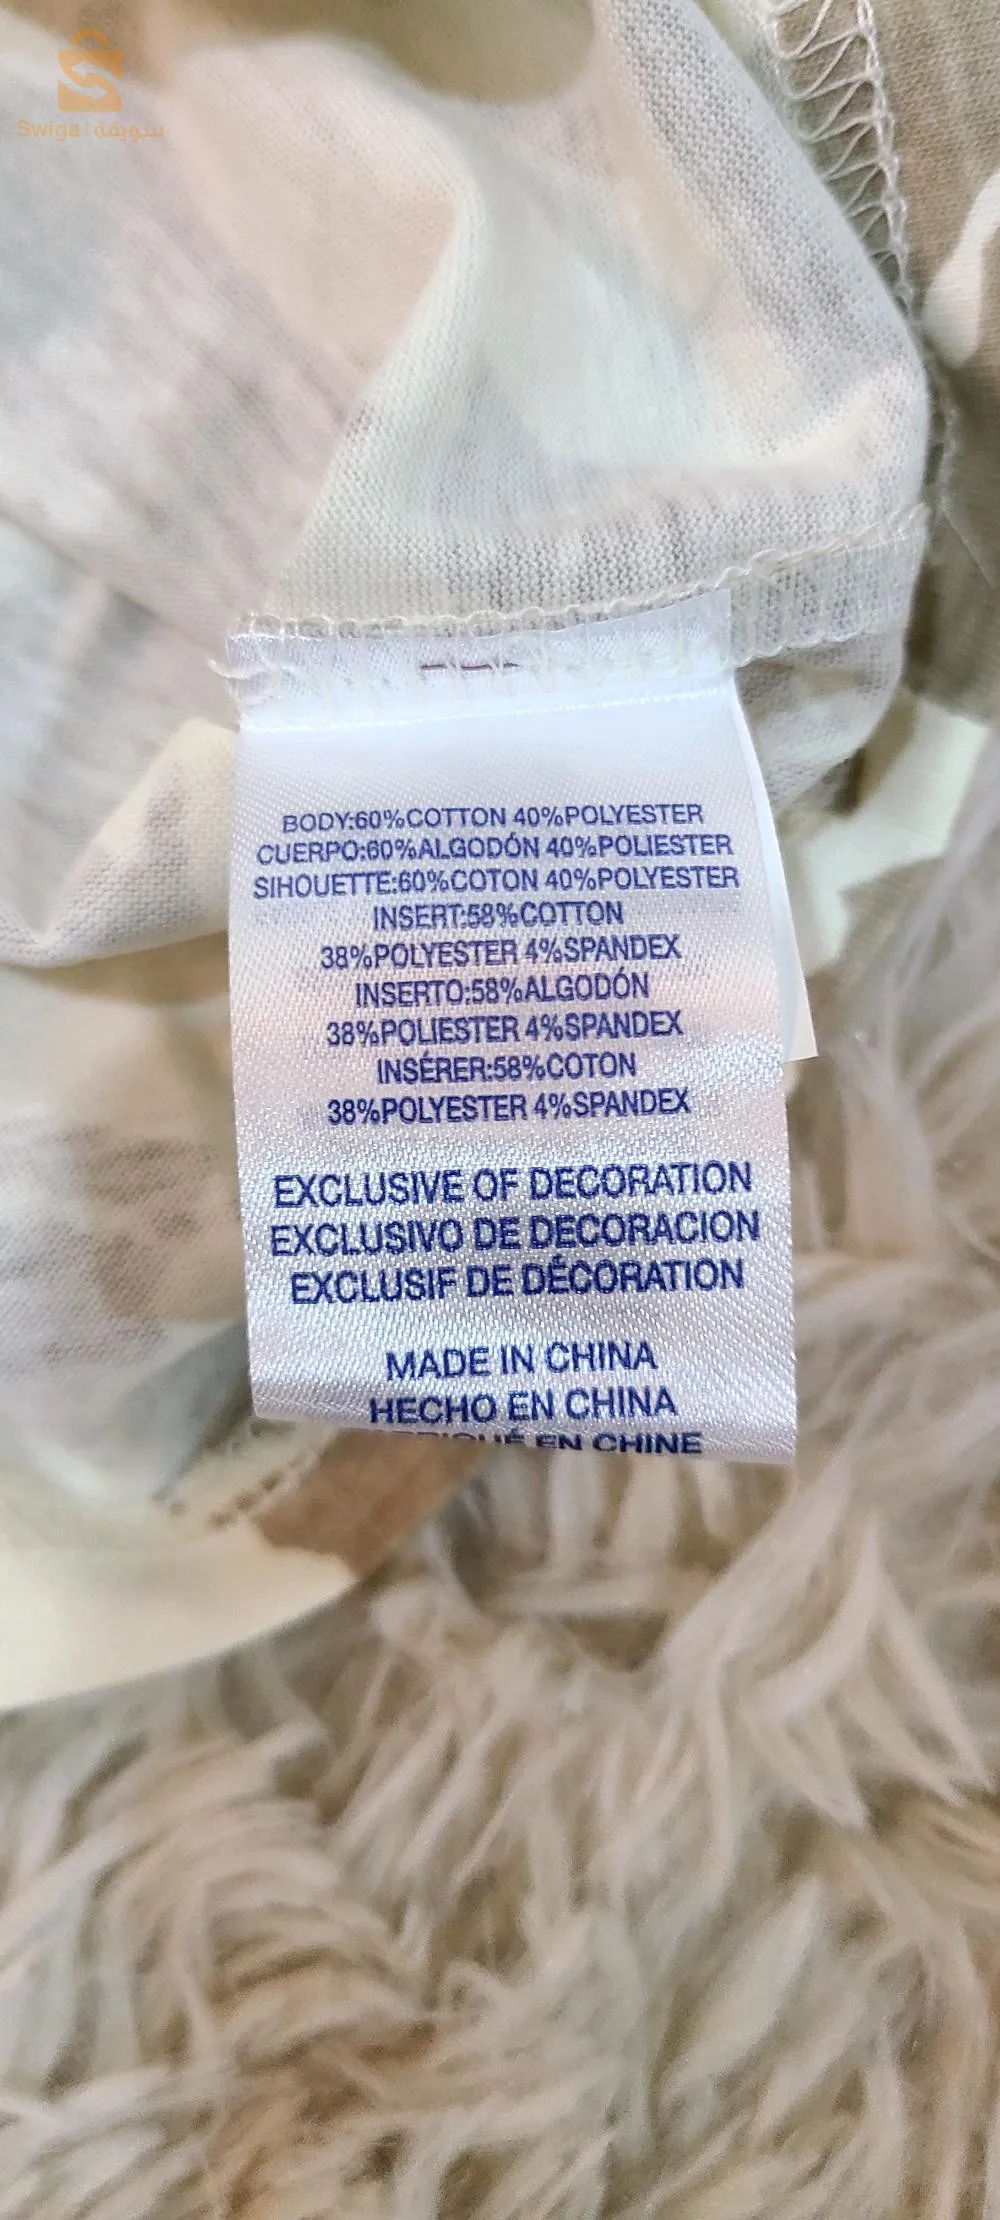 Swiga | سويقة
BODY:60%COTTON 40%POLYESTER
CUERPO:60%ALGODÓN 40%POLIESTER
SIHOUETTE:60%COTON 40%POLYESTER
INSERT:58%COTTON
38%POLYESTER 4%SPANDEX
INSERTO:58%ALGODÓN
38%POLIESTER 4%SPANDEX
INSÉRER:58%COTON
38%POLYESTER 4%SPANDEX
EXCLUSIVE OF DECORATION
EXCLUSIVO DE DECORACION
EXCLUSIF DE DÉCORATION
MADE IN CHINA
HECHO EN CHINA
EN CHINE